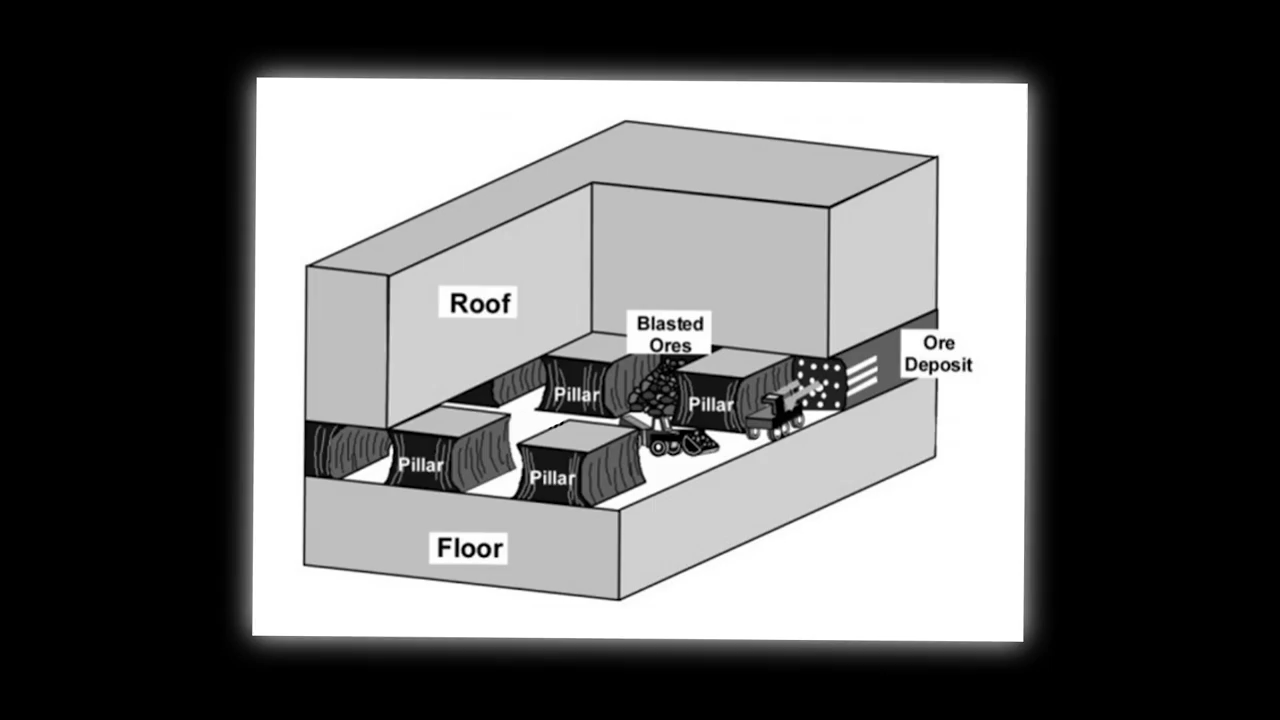 Roof
Blasted
Ores
Ore
Deposit
Pillar
Pillar
Pillar
Pillar
Floor